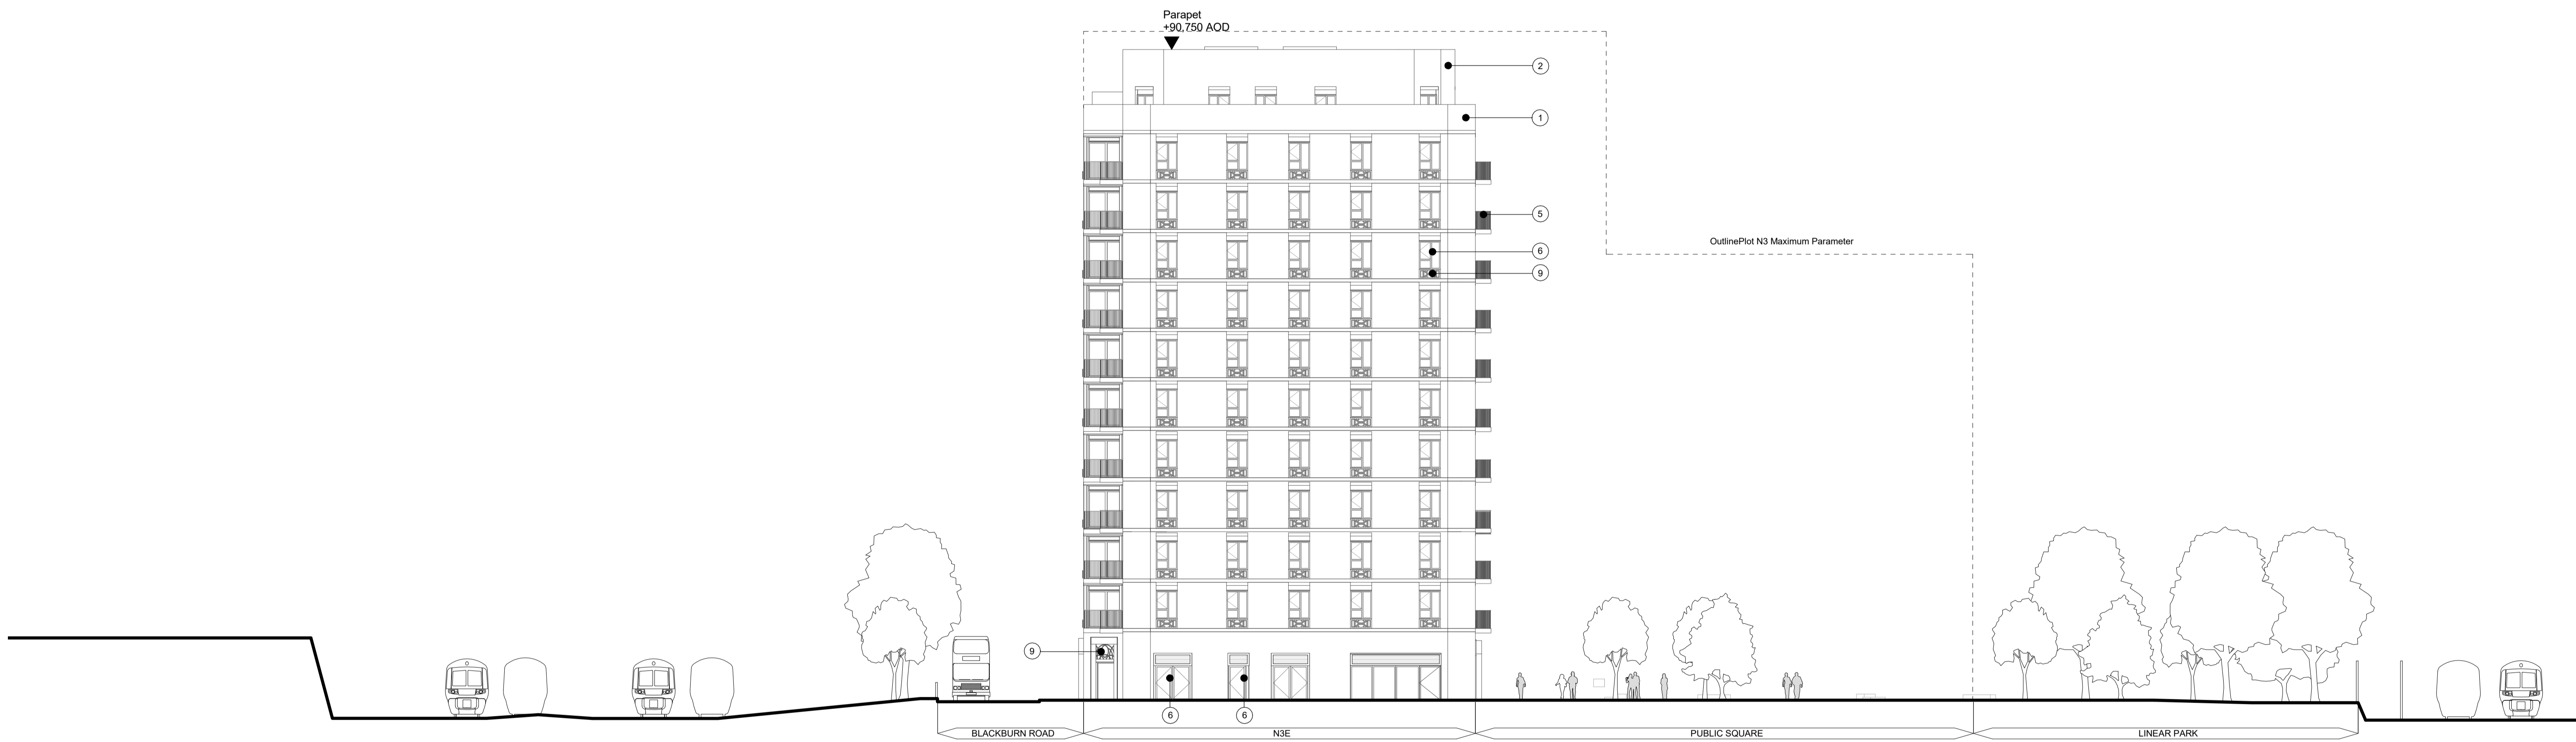 Parapet
+90,750 AOD
2
1
5
6
OutlinePlot N3 Maximum Parameter
9
9
6 6
BLACKBURN ROAD N3E PUBLIC SQUARE LINEAR PARK